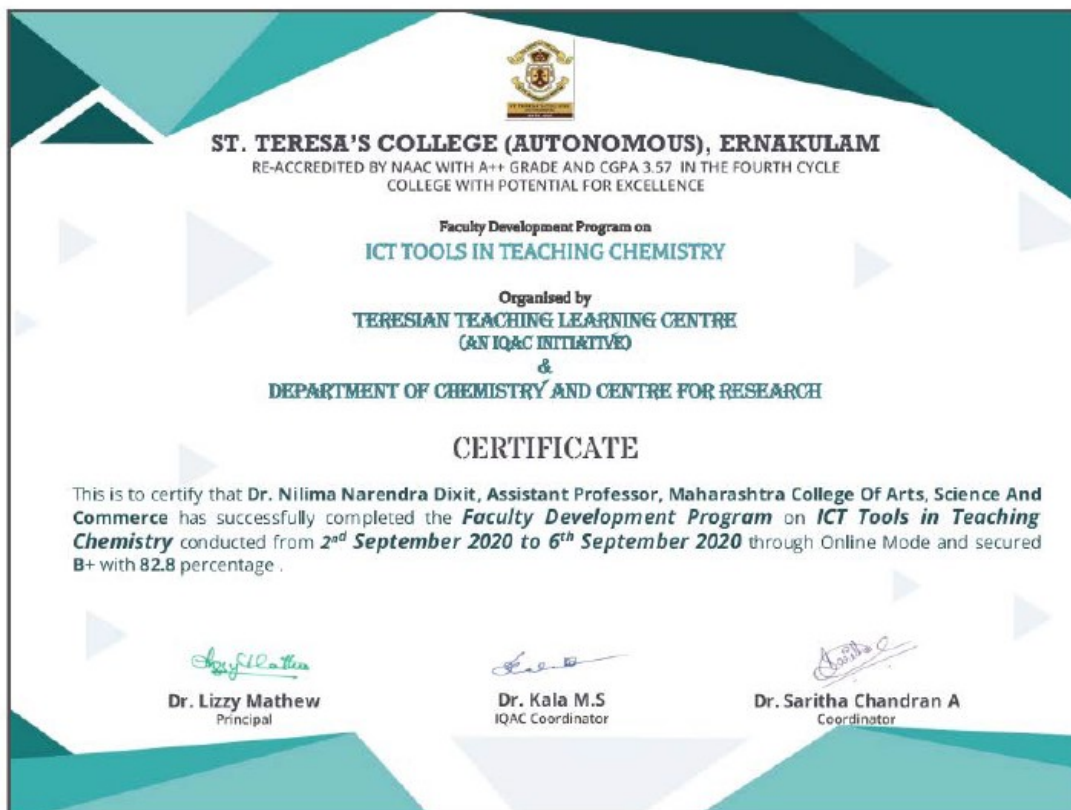 ST. TERESA'S COLLEGE (AUTONOMOUS), ERNAKULAM
RE-ACCREDITED BY NAAC WITH A++ GRADE AND CGPA 3.57 IN THE FOURTH CYCLE
COLLEGE WITH POTENTIAL FOR EXCELLENCE
Faculty Development Program on
ICT TOOLS IN TEACHING CHEMISTRY
Organised by
TERESIAN TEACHING LEARNING CENTRE
(AN IQAC INITIATIVE)
&
DEPARTMENT OF CHEMISTRY AND CENTRE FOR RESEARCH
CERTIFICATE
This is to certify that Dr. Nilima Narendra Dixit, Assistant Professor, Maharashtra College Of Arts, Science And
Commerce has successfully completed the Faculty Development Program on ICT Tools in Teaching
Chemistry conducted from 2nd September 2020 to 6th September 2020 through Online Mode and secured
B+ with 82.8 percentage .
Dr. Lizzy Mathew
Principal
Dr. Kala M.S
IQAC Coordinator
Dr. Saritha Chandran A
Coordinator